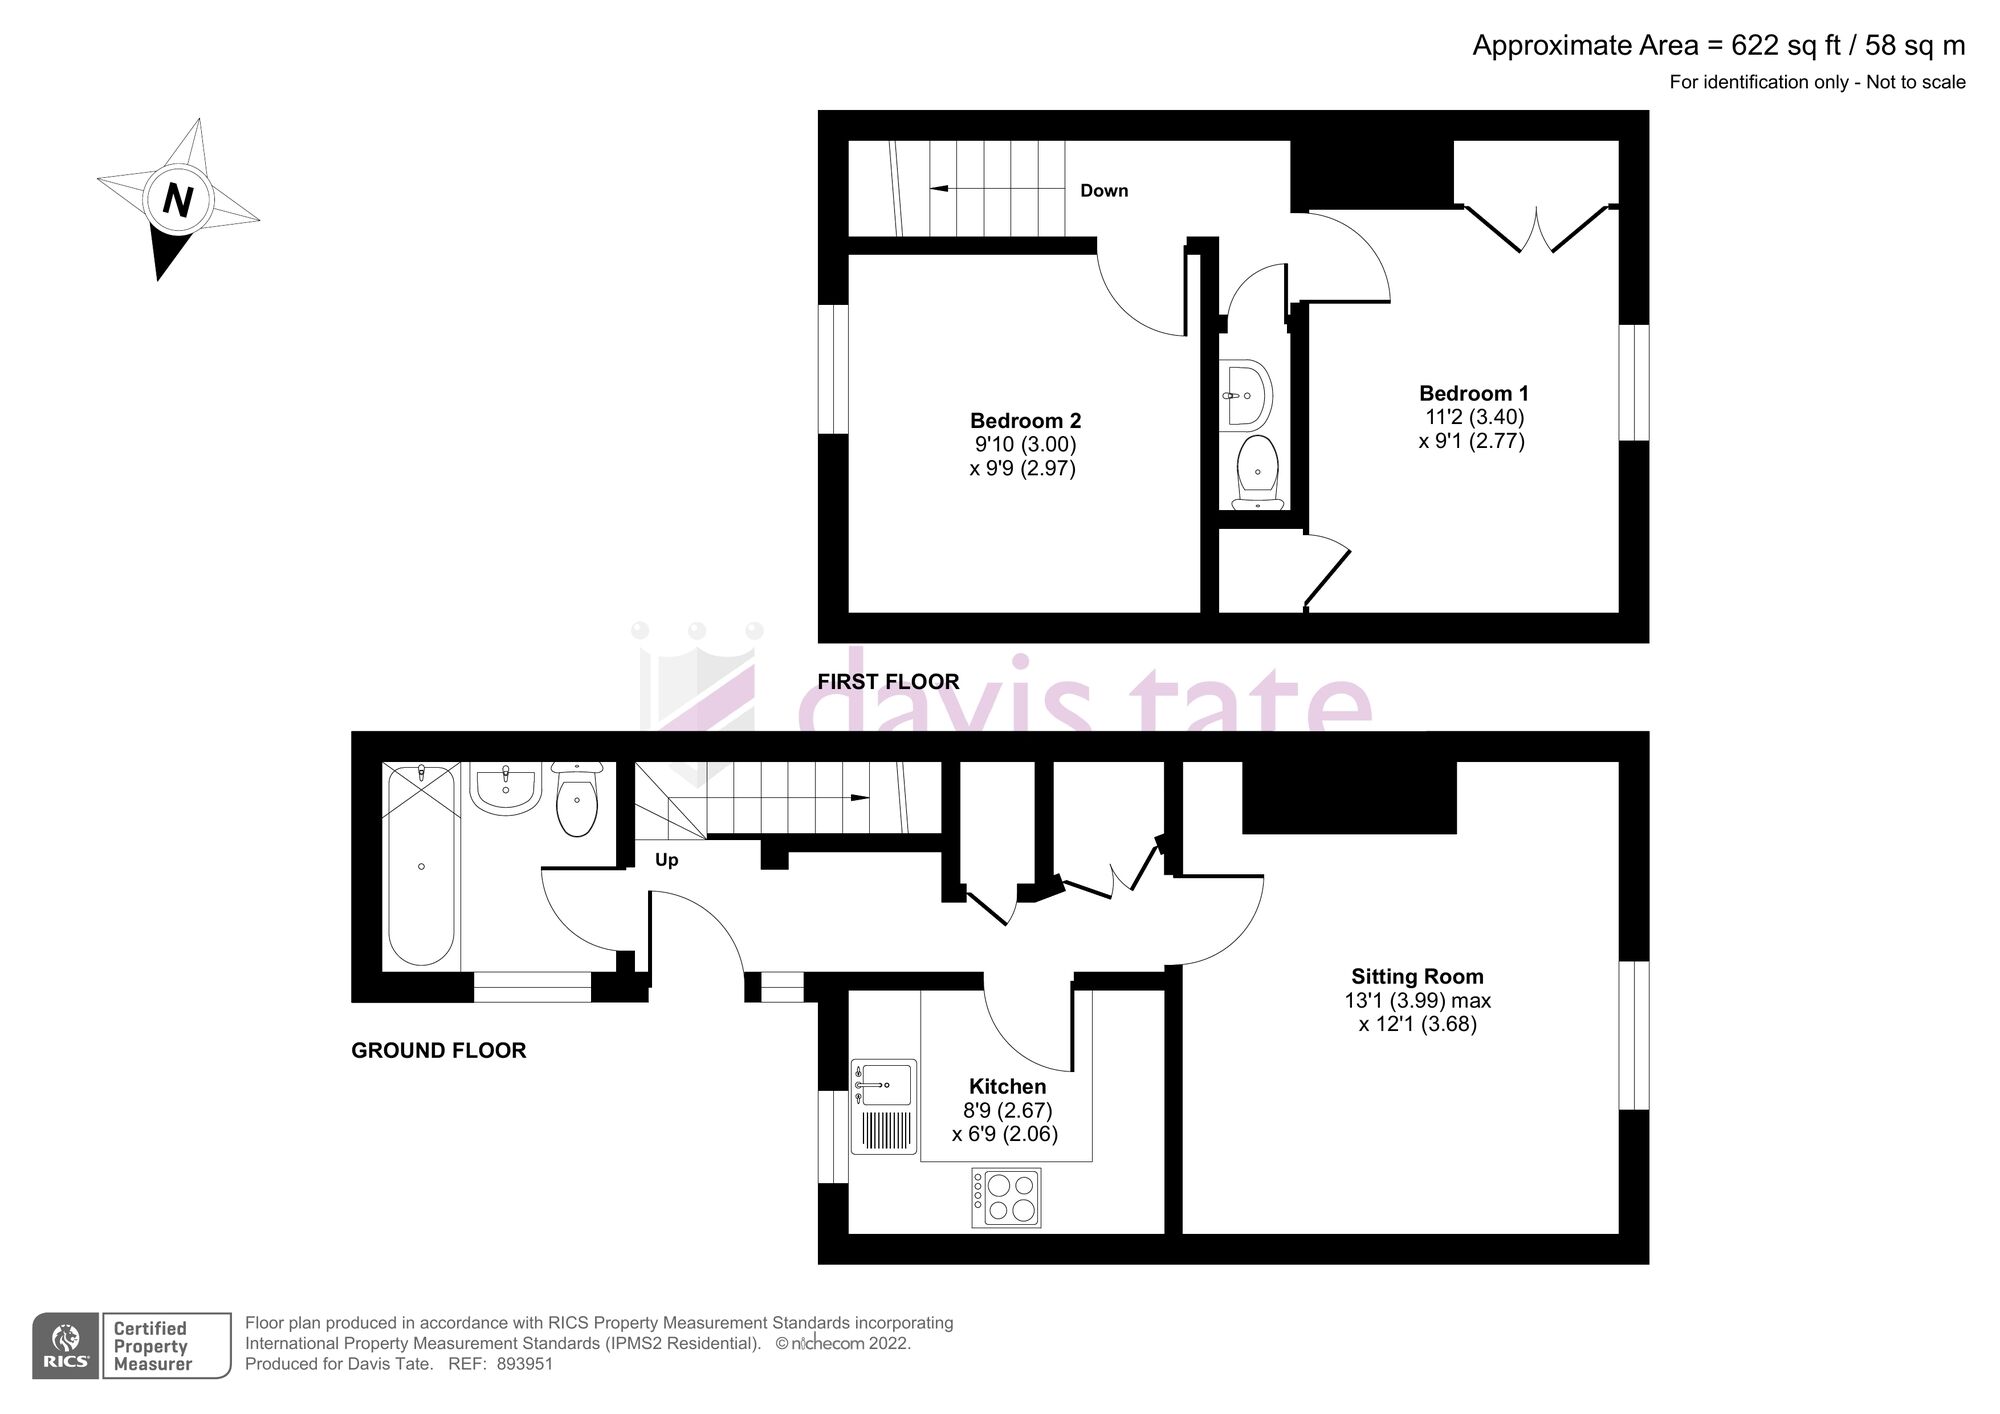 Approximate Area = 622 sq ft / 58 sq m
For identification only - Not to scale
N
Down
Bedroom 2
9'10 (3.00)
x 9'9 (2.97)
Bedroom 1
11'2 (3.40)
x 9'1 (2.77)
FIRST FLOOR
davis tate
Up
Sitting Room
13'1 (3.99) max
x 12'1 (3.68)
GROUND FLOOR
Kitchen
8'9 (2.67)
x 6'9 (2.06)
RICS
Certified
Property
Measurer
Floor plan produced in accordance with RICS Property Measurement Standards incorporating
International Property Measurement Standards (IPMS2 Residential). © nichecom 2022.
Produced for Davis Tate. REF: 893951